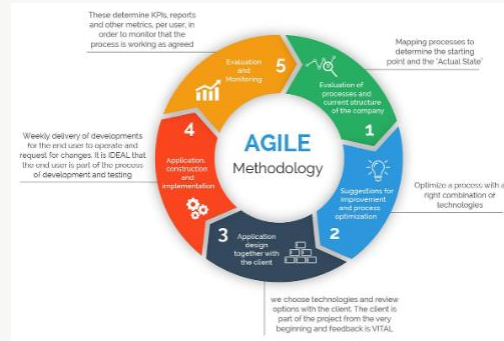 These determine KPIs, reports
and other metrics, per user, in
order to monitor that the
process is working as agreed
Mapping processes to
determine the starting
point and the "Actual State"
Evaluation
and
Monitoring
5
Evaluation of
processes and
current structure
of the company
1
4
Weekly delivery of developments
for the end user to operate and
request for changes. It is IDEAL that
the end user is part of the process
of development and testing
Application,
construction
and
implementation
AGILE
Methodology
Suggestions for
improvement
and process
optimization
2
Optimize a process with a
right combination of
technologies
3
Application
design
together with
the client
we choose technologies and review
options with the client. The client is
part of the project from the very
beginning and feedback is VITAL